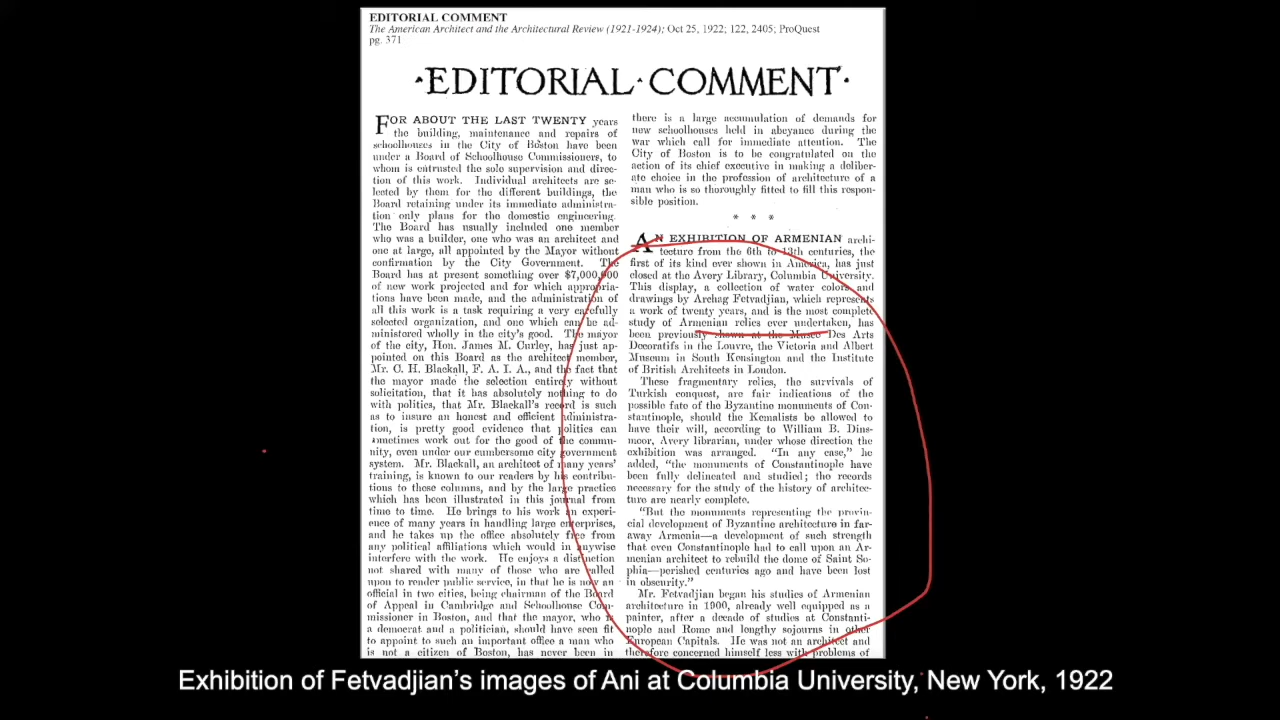 EDITORIAL COMMENT
The American Architect and the Architectural Review (1921-1924); Oct 25, 1922; 122, 2405; ProQuest
pg. 371
·EDITORIAL·COMMENT·
FOR ABOUT THE LAST TWENTY years
the building, maintenance and repairs of
schoolhouses in the City of Boston have been
under a Board of Schoolhouse Commissioners, to
whom is entrusted the sole supervision and direc-
tion of this work. Individual architects are se-
lected by them for the different buildings, the
Board retaining under its immediate administra-
tion only plans for the domestic engineering.
The Board has usually included one member
who was a builder, one who was an architect and
one at large, all appointed by the Mayor without
confirmation by the City Government. The
Board has at present something over $7,000,000
of new work projected and for which appropria-
tions have been made, and the administration of
all this work is a task requiring a very carefully
selected organization, and one which can be ad-
ministered wholly in the city's good. The mayor
of the city, Hon. James M. Curley, has just ap-
pointed on this Board as the architect member,
Mr. C. H. Blackall, F. A. I. A., and the fact that
the mayor made the selection entirely without
solicitation, that it has absolutely nothing to do
with politics, that Mr. Blackall's record is such
as to insure an honest and efficient administra-
tion, is pretty good evidence that politics can
sometimes work out for the good of the commu-
nity, even under our cumbersome city government
system. Mr. Blackall, an architect of many years'
training, is known to our readers by his contribu-
tions to these columns, and by the large practice
which has been illustrated in this journal from
time to time. He brings to his work an experi-
ence of many years in handling large enterprises,
and he takes up the office absolutely free from
any political affiliations which would in anywise
interfere with the work. He enjoys a distinction
not shared with many of those who are called
upon to render public service, in that he is now an
official in two cities, being chairman of the Board
of Appeal in Cambridge and Schoolhouse Com-
missioner in Boston, and that the mayor, who is
a democrat and a politician, should have seen fit
to appoint to such an important office a man who
is not a citizen of Boston, has never been in
there is a large accumulation of demands for
new schoolhouses held in abeyance during the
war which call for immediate attention. The
City of Boston is to be congratulated on the
action of its chief executive in making a deliber-
ate choice in the profession of architecture of a
man who is so thoroughly fitted to fill this respon-
sible position.
* * *
AN EXHIBITION OF ARMENIAN archi-
tecture from the 6th to 13th centuries, the
first of its kind ever shown in America, has just
closed at the Avery Library, Columbia University.
This display, a collection of water colors and
drawings by Arshag Fetvadjian, which represents
a work of twenty years, and is the most complete
study of Armenian relics ever undertaken, has
been previously shown at the Museo Des Arts
Decoratifs in the Louvre, the Victoria and Albert
Museum in South Kensington and the Institute
of British Architects in London.
These fragmentary relics, the survivals of
Turkish conquest, are fair indications of the
possible fate of the Byzantine monuments of Con-
stantinople, should the Kemalists be allowed to
have their will, according to William B. Dins-
moor, Avery librarian, under whose direction the
exhibition was arranged. "In any case," he
added, "the monuments of Constantinople have
been fully delineated and studied; the records
necessary for the study of the history of architec-
ture are nearly complete.
"But the monuments representing the provin-
cial development of Byzantine architecture in far-
away Armenia—a development of such strength
that even Constantinople had to call upon an Ar-
menian architect to rebuild the dome of Saint So-
phia—perished centuries ago and have been lost
in obscurity."
Mr. Fetvadjian began his studies of Armenian
architecture in 1900, already well equipped as a
painter, after a decade of studies at Constanti-
nople and Rome and lengthy sojourns in other
European Capitals. He was not an architect and
therefore concerned himself less with problems of
Exhibition of Fetvadjian's images of Ani at Columbia University, New York, 1922